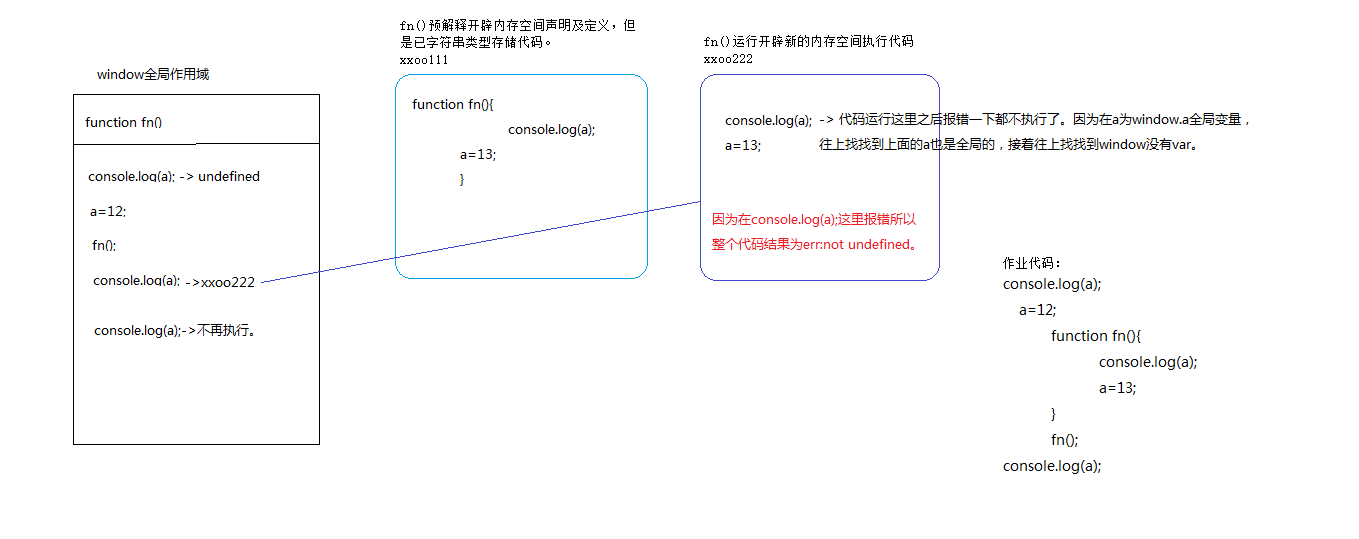 window全局作用域
function fn()
console.log(a); -> undefined
a=12;
fn();
console.log(a); ->xxoo222
console.log(a);->不再执行。
fn()预解释开辟内存空间声明及定义，但
是已字符串类型存储代码。
xxoo111
function fn(){
console.log(a);
a=13;
}
fn()运行开辟新的内存空间执行代码
xxoo222
console.log(a); -> 代码运行这里之后报错一下都不执行了。因为在a为window.a全局变量，
a=13; 往上找找到上面的a也是全局的，接着往上找找到window没有var。
因为在console.log(a);这里报错所以
整个代码结果为err:not undefined。
作业代码：
console.log(a);
a=12;
function fn(){
console.log(a);
a=13;
}
fn();
console.log(a);